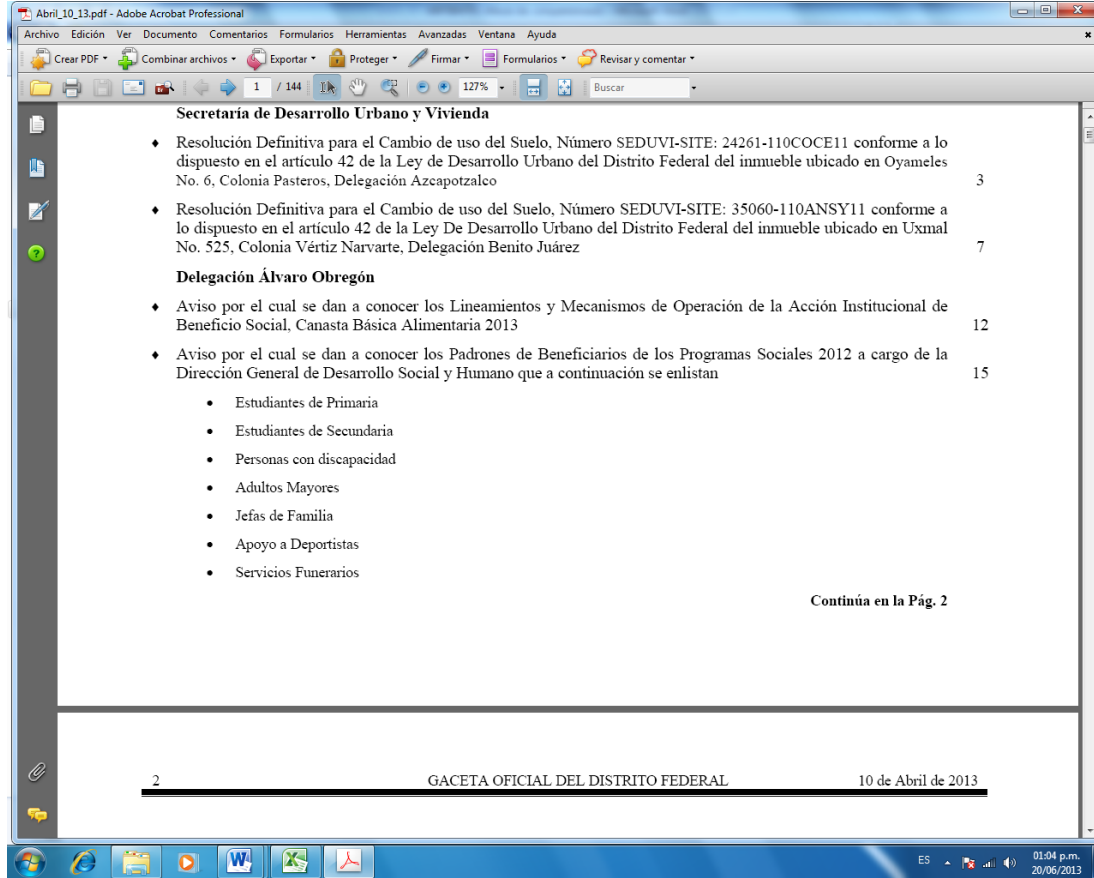 Abril_10_13.pdf - Adobe Acrobat Professional
Archivo Edición Ver Documento Comentarios Formularios Herramientas Avanzadas Ventana Ayuda
Crear PDF Combinar archivos Exportar Proteger Firmar Formularios Revisar y comentar
1 / 144 127% Buscar
Secretaría de Desarrollo Urbano y Vivienda
♦ Resolución Definitiva para el Cambio de uso del Suelo, Número SEDUVI-SITE: 24261-110COCE11 conforme a lo
dispuesto en el artículo 42 de la Ley de Desarrollo Urbano del Distrito Federal del inmueble ubicado en Oyameles
No. 6, Colonia Pasteros, Delegación Azcapotzalco 3
♦ Resolución Definitiva para el Cambio de uso del Suelo, Número SEDUVI-SITE: 35060-110ANSY11 conforme a
lo dispuesto en el artículo 42 de la Ley De Desarrollo Urbano del Distrito Federal del inmueble ubicado en Uxmal
No. 525, Colonia Vértiz Narvarte, Delegación Benito Juárez 7
Delegación Álvaro Obregón
♦ Aviso por el cual se dan a conocer los Lineamientos y Mecanismos de Operación de la Acción Institucional de
Beneficio Social, Canasta Básica Alimentaria 2013 12
♦ Aviso por el cual se dan a conocer los Padrones de Beneficiarios de los Programas Sociales 2012 a cargo de la
Dirección General de Desarrollo Social y Humano que a continuación se enlistan 15
• Estudiantes de Primaria
• Estudiantes de Secundaria
• Personas con discapacidad
• Adultos Mayores
• Jefas de Familia
• Apoyo a Deportistas
• Servicios Funerarios
Continúa en la Pág. 2
2 GACETA OFICIAL DEL DISTRITO FEDERAL 10 de Abril de 2013
ES 01:04 p.m.
20/06/2013